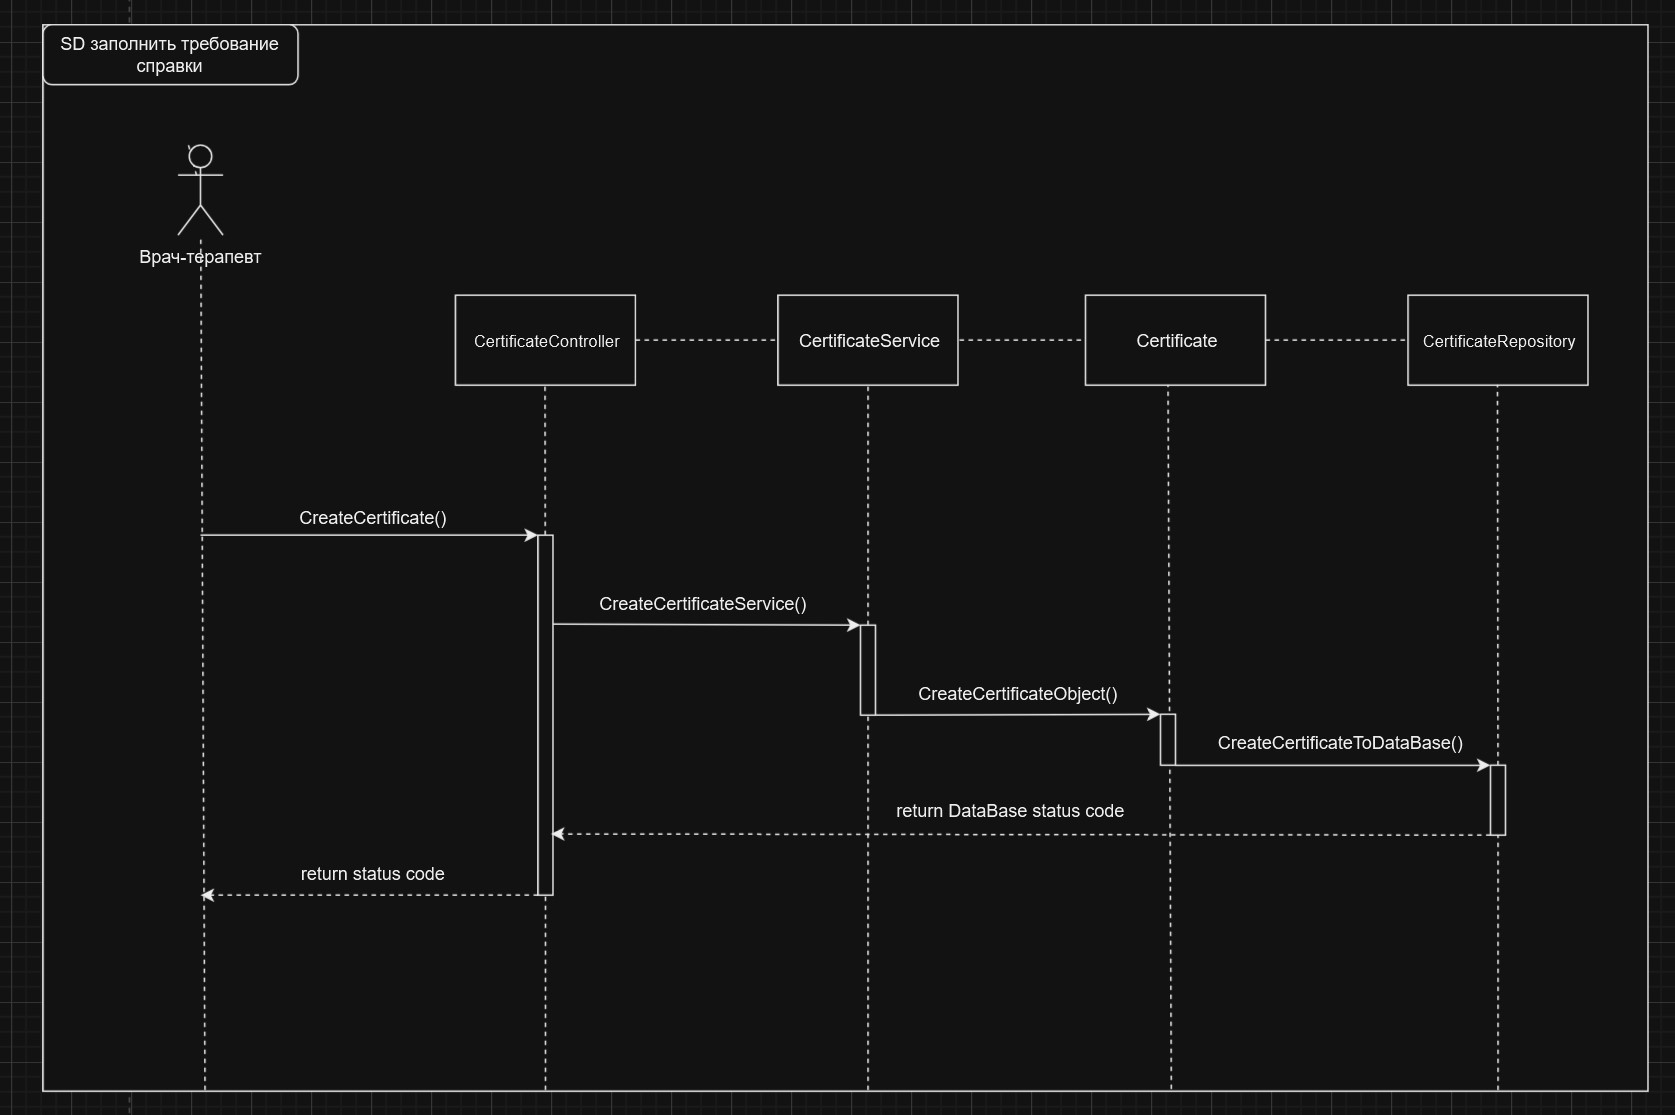 SD заполнить требование
справки
Врач-терапевт
CertificateController
CertificateService
Certificate
CertificateRepository
CreateCertificate()
CreateCertificateService()
CreateCertificateObject()
CreateCertificateToDataBase()
return DataBase status code
return status code